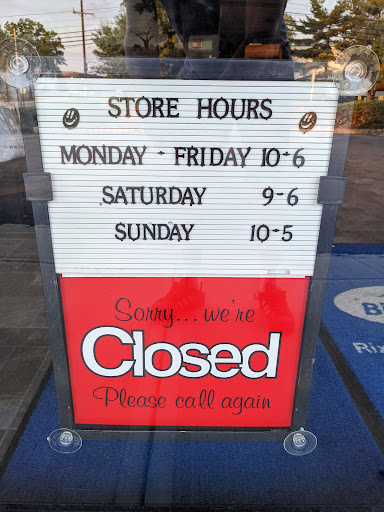 STORE HOURS
MONDAY - FRIDAY 10-6
SATURDAY 9-6
SUNDAY 10-5
Sorry... we're
Closed
Please call again